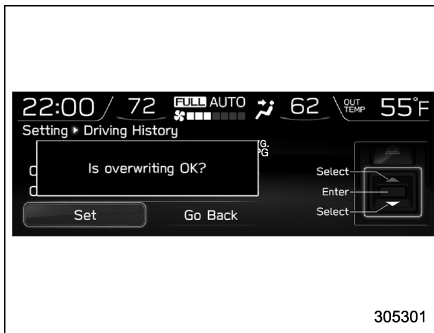 22:00 72 FULL AUTO 62 OUT TEMP 55°F
Setting ▸ Driving History
G.
PG
Is overwriting OK?
Select
Enter
Select
Set Go Back
305301